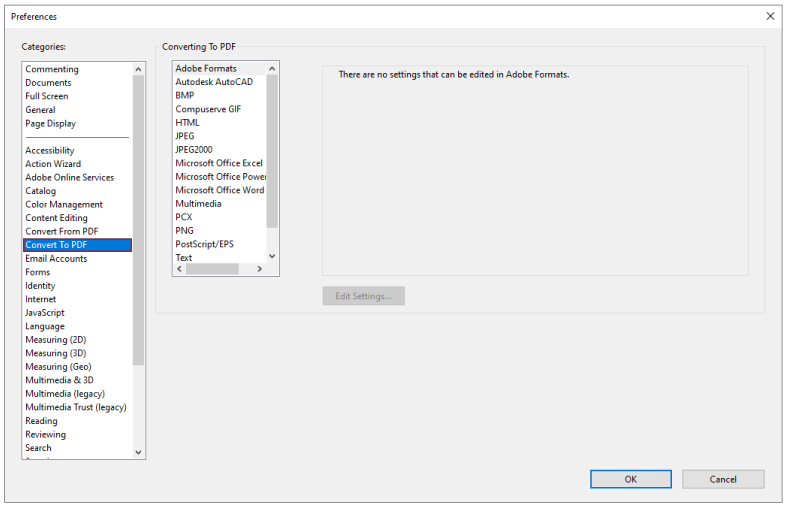 Preferences
Categories:
Commenting
Documents
Full Screen
General
Page Display
Accessibility
Action Wizard
Adobe Online Services
Catalog
Color Management
Content Editing
Convert From PDF
Convert To PDF
Email Accounts
Forms
Identity
Internet
JavaScript
Language
Measuring (2D)
Measuring (3D)
Measuring (Geo)
Multimedia & 3D
Multimedia (legacy)
Multimedia Trust (legacy)
Reading
Reviewing
Search
Converting To PDF
Adobe Formats
Autodesk AutoCAD
BMP
Compuserve GIF
HTML
JPEG
JPEG2000
Microsoft Office Excel
Microsoft Office Power
Microsoft Office Word
Multimedia
PCX
PNG
PostScript/EPS
Text
There are no settings that can be edited in Adobe Formats.
Edit Settings...
OK
Cancel